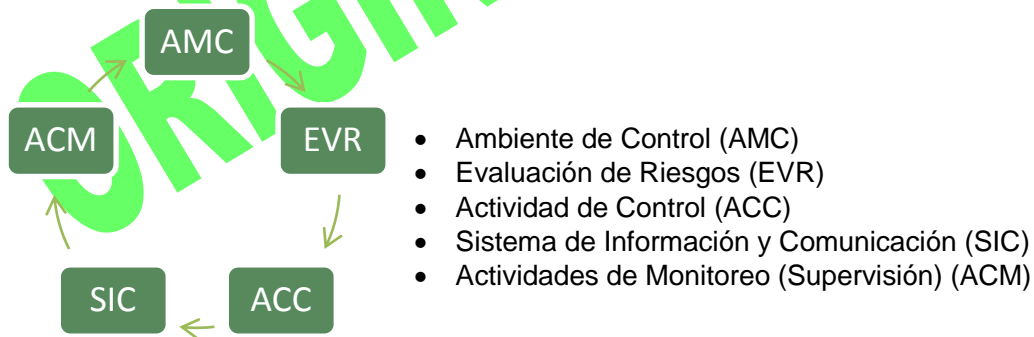 AMC
ACM
EVR
SIC
ACC
• Ambiente de Control (AMC)
• Evaluación de Riesgos (EVR)
• Actividad de Control (ACC)
• Sistema de Información y Comunicación (SIC)
• Actividades de Monitoreo (Supervisión) (ACM)